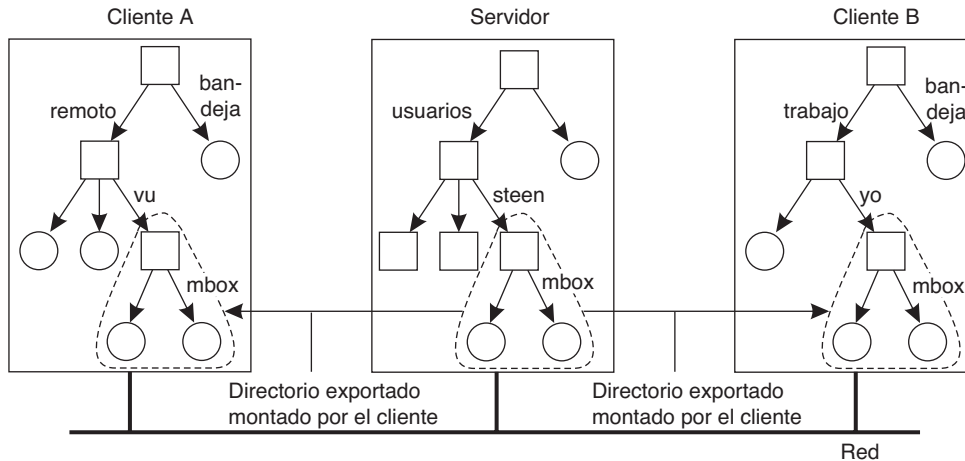 Cliente A
Servidor
Cliente B
remoto
ban-
deja
usuarios
trabajo
ban-
deja
vu
steen
yo
mbox
mbox
mbox
Directorio exportado
montado por el cliente
Directorio exportado
montado por el cliente
Red